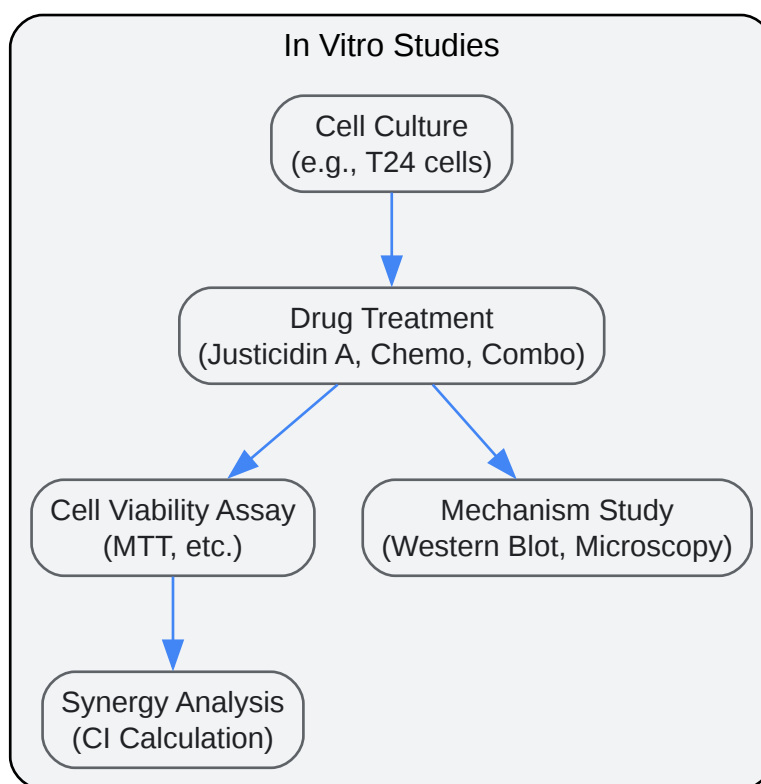 In Vitro Studies
Cell Culture
(e.g., T24 cells)
Drug Treatment
(Justicidin A, Chemo, Combo)
Cell Viability Assay
(MTT, etc.)
Mechanism Study
(Western Blot, Microscopy)
Synergy Analysis
(CI Calculation)